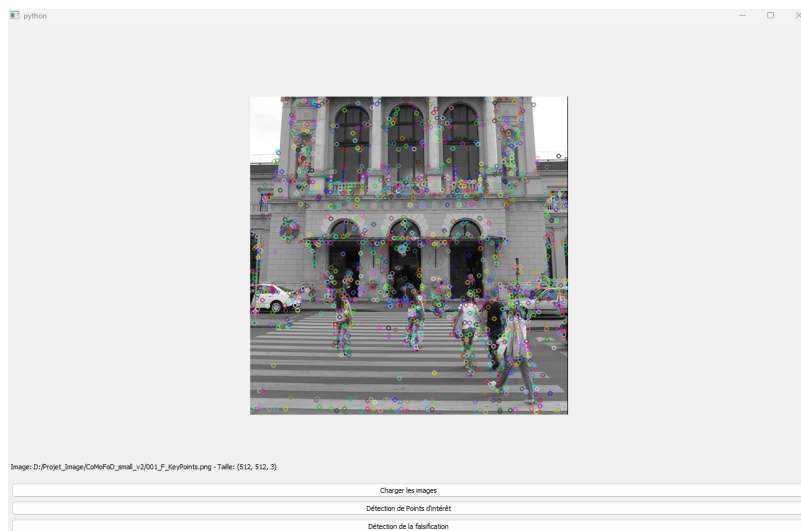 python
Image: D:/Projet_Image/CoMoFoD_small_v2/001_F_KeyPoints.png - Taille: (512, 512, 3)
Charger les images
Détection de Points d'intérêt
Détection de la falsification